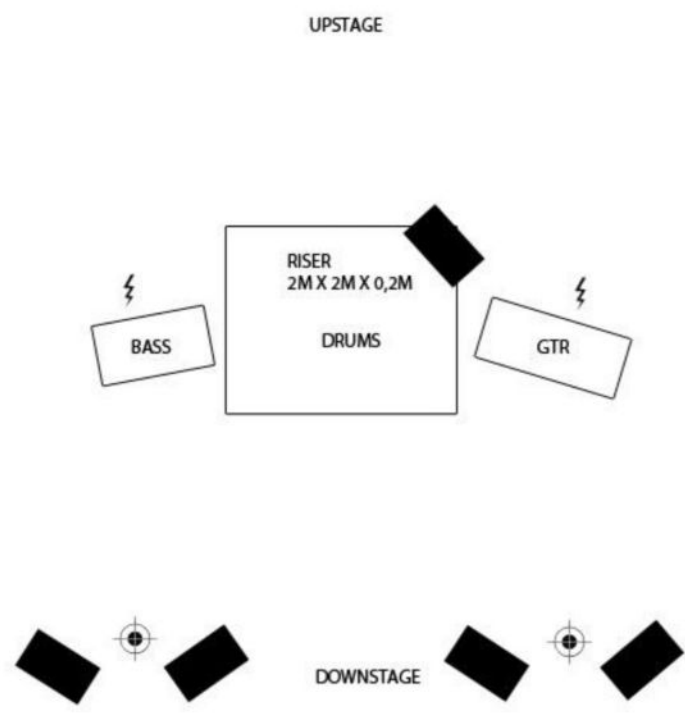 UPSTAGE
RISER
2M X 2M X 0,2M
BASS
DRUMS
GTR
DOWNSTAGE